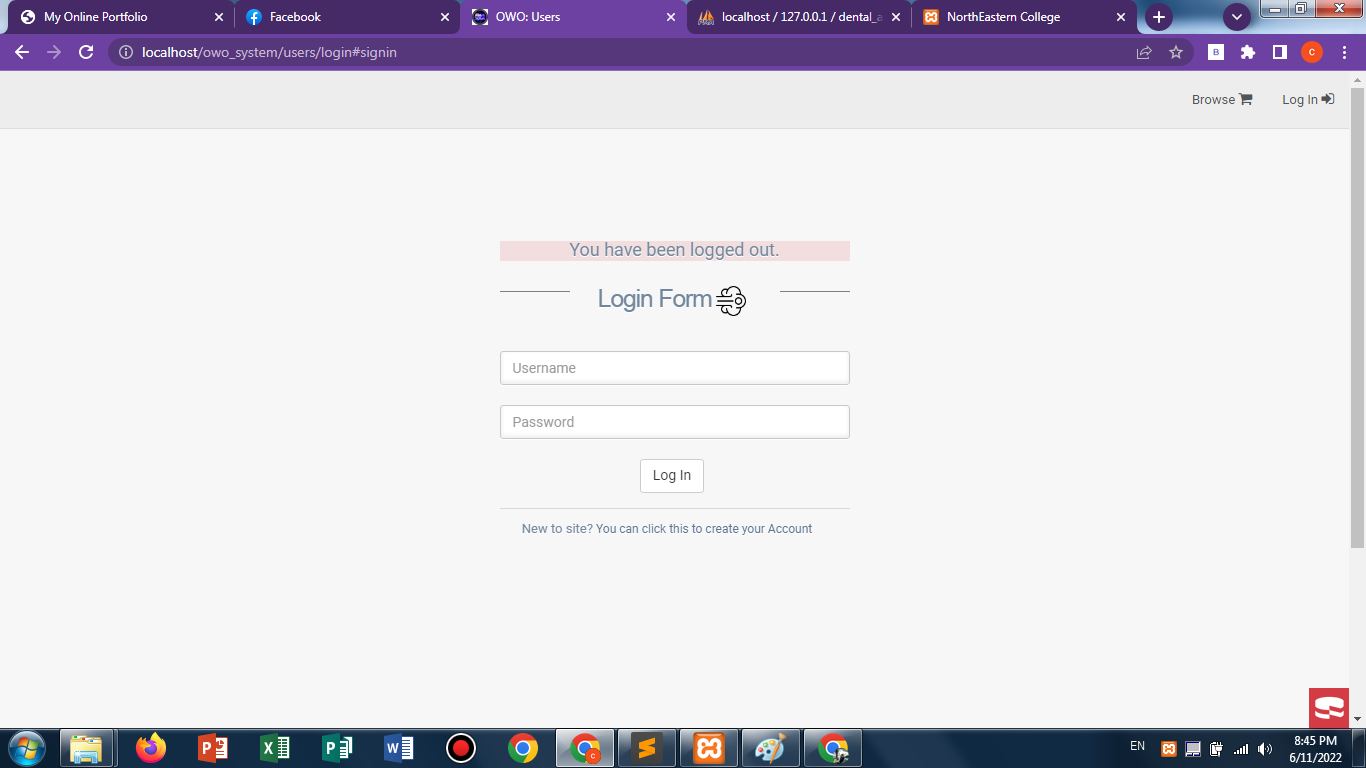 My Online Portfolio
Facebook
OWO: Users
localhost / 127.0.0.1 / dental_a
NorthEastern College
localhost/owo_system/users/login#signin
B
C
Browse
Log In
You have been logged out.
Login Form
Username
Password
Log In
New to site? You can click this to create your Account
EN
8:45 PM
6/11/2022